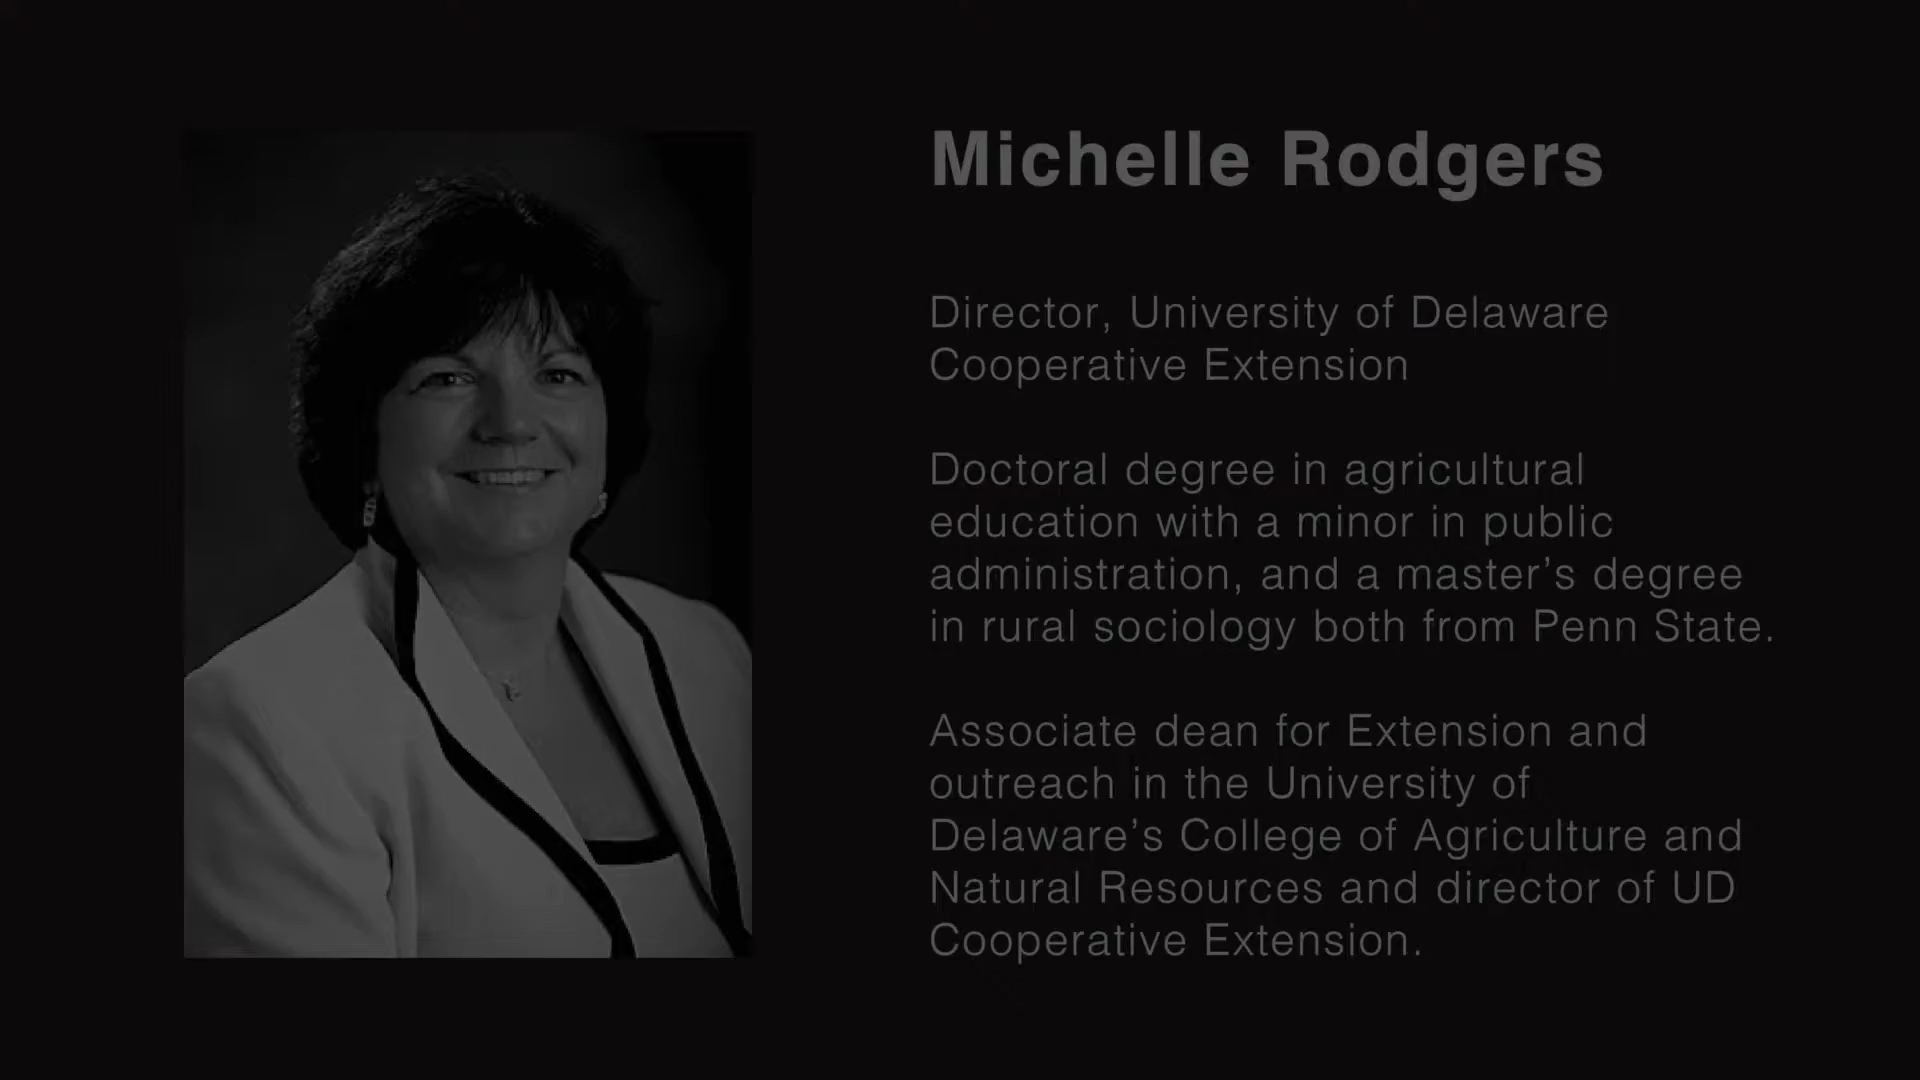 Michelle Rodgers
Director, University of Delaware
Cooperative Extension
Doctoral degree in agricultural
education with a minor in public
administration, and a master’s degree
in rural sociology both from Penn State.
Associate dean for Extension and
outreach in the University of
Delaware’s College of Agriculture and
Natural Resources and director of UD
Cooperative Extension.